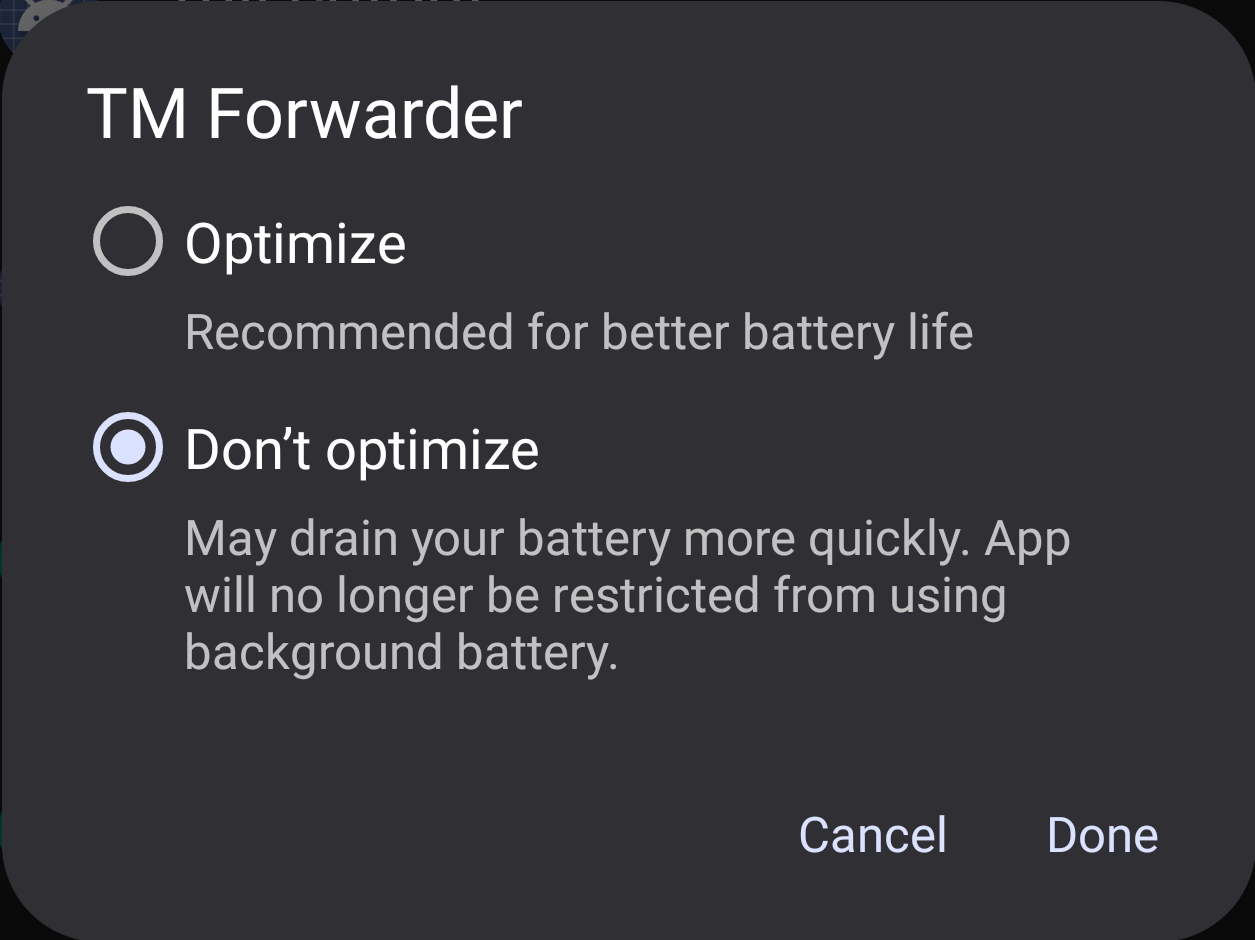 TM Forwarder
Optimize
Recommended for better battery life
Don’t optimize
May drain your battery more quickly. App
will no longer be restricted from using
background battery.
Cancel Done